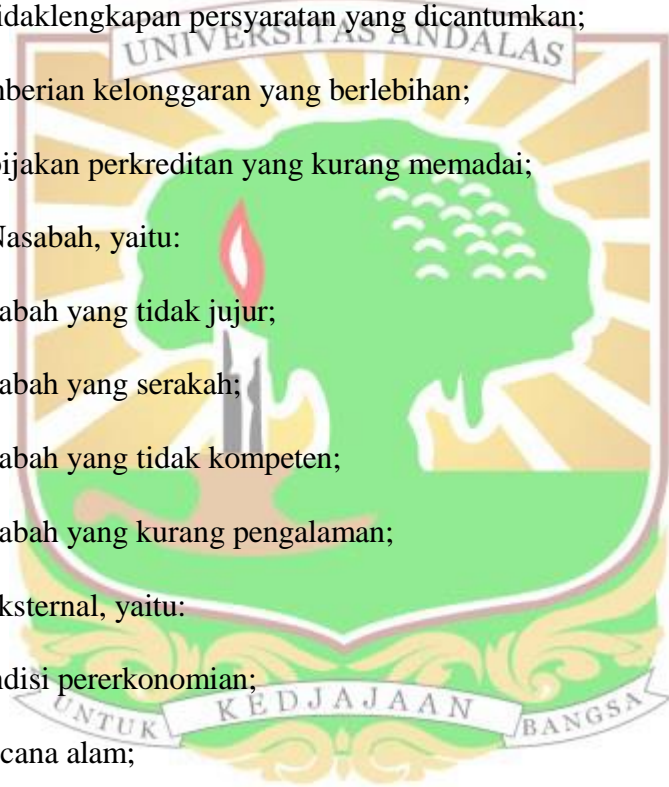 idaklengkapan persyaratan yang dicantumkan;
UNIVERSITAS ANDALAS
nberian kelonggaran yang berlebihan;
bijakan perkreditan yang kurang memadai;
Nasabah, yaitu:
abah yang tidak jujur;
abah yang serakah;
abah yang tidak kompeten;
abah yang kurang pengalaman;
ksternal, yaitu:
ndisi pererkonomian;
UNTUK KEDJAJAAN BANGSA
cana alam;